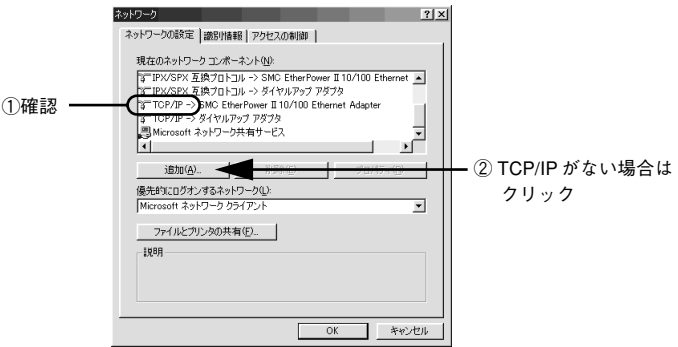 ネットワーク
ネットワークの設定 識別情報 アクセスの制御
現在のネットワーク コンポーネント(N):
IPX/SPX 互換プロトコル -> SMC EtherPower II 10/100 Ethernet
IPX/SPX 互換プロトコル -> ダイヤルアップ アダプタ
TCP/IP -> SMC EtherPower II 10/100 Ethernet Adapter
TCP/IP -> ダイヤルアップ アダプタ
Microsoft ネットワーク共有サービス
①確認
追加(A)... 削除(E) プロパティ(R)
② TCP/IP がない場合は
クリック
優先的にログオンするネットワーク(L):
Microsoft ネットワーク クライアント
ファイルとプリンタの共有(F)...
説明
OK キャンセル